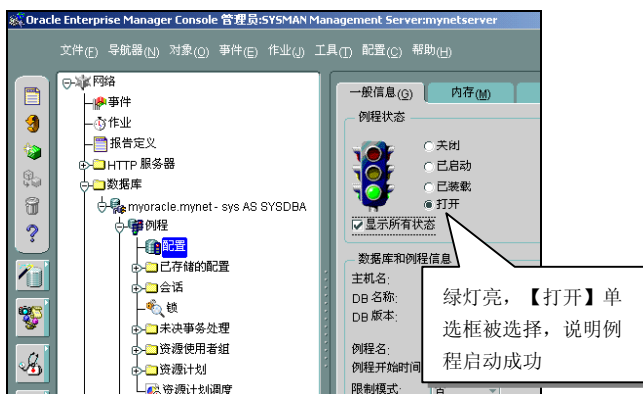 Oracle Enterprise Manager Console 管理员:SYSMAN Management Server:mynetserver
文件(F) 导航器(N) 对象(O) 事件(E) 作业(J) 工具(T) 配置(C) 帮助(H)
网络
事件
作业
报告定义
HTTP 服务器
数据库
myoracle.mynet - sys AS SYSDBA
例程
配置
已存储的配置
会话
锁
未决事务处理
资源使用者组
资源计划
资源计划调度
一般信息(G) 内存(M)
例程状态
关闭
已启动
已装载
打开
显示所有状态
数据库和例程信息
主机名:
DB 名称:
DB 版本:
例程名:
例程开始时间
限制模式:
绿灯亮，【打开】单
选框被选择，说明例
程启动成功